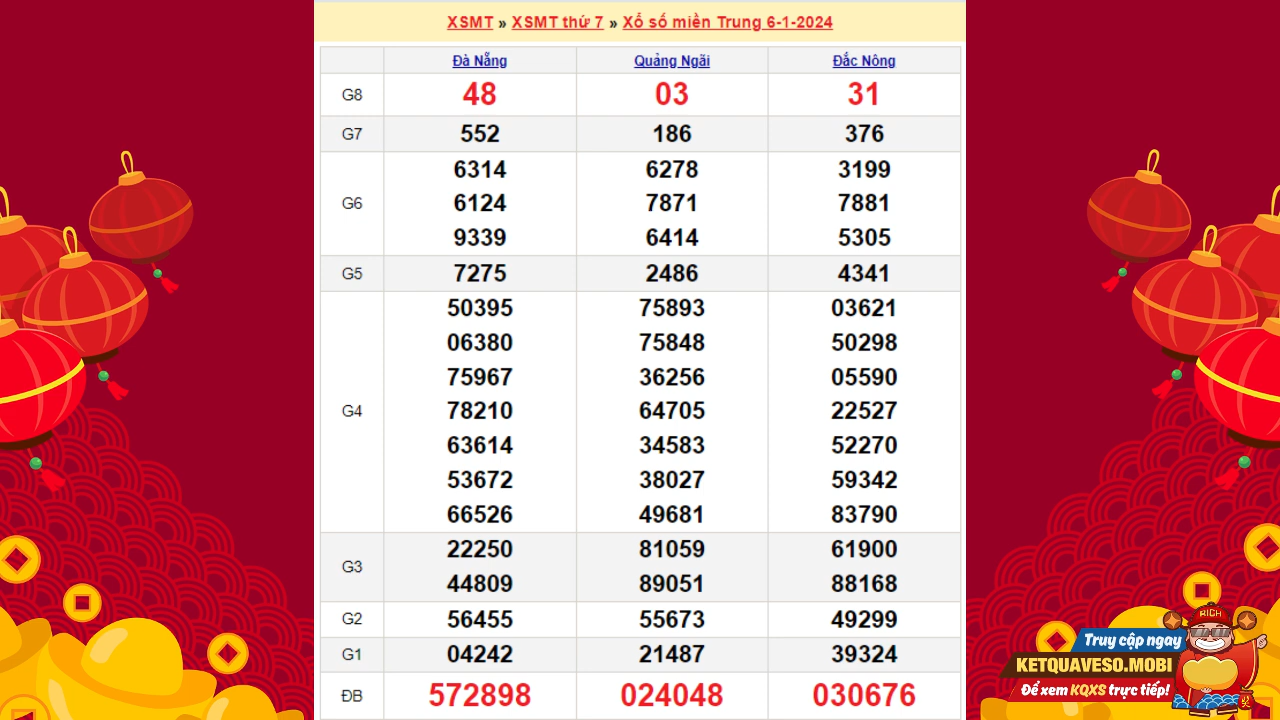 XSMT » XSMT thứ 7 » Xổ số miền Trung 6-1-2024
Đà Nẵng Quảng Ngãi Đắc Nông
G8 48 03 31
G7 552 186 376
6314 6278 3199
G6 6124 7871 7881
9339 6414 5305
G5 7275 2486 4341
50395 75893 03621
06380 75848 50298
75967 36256 05590
G4 78210 64705 22527
63614 34583 52270
53672 38027 59342
66526 49681 83790
22250 81059 61900
G3
44809 89051 88168
G2 56455 55673 49299
G1 04242 21487 39324
ĐB 572898 024048 030676
RICH
Truy cập ngay
KETQUAVESO.MOBI
Để xem KQXS trực tiếp!